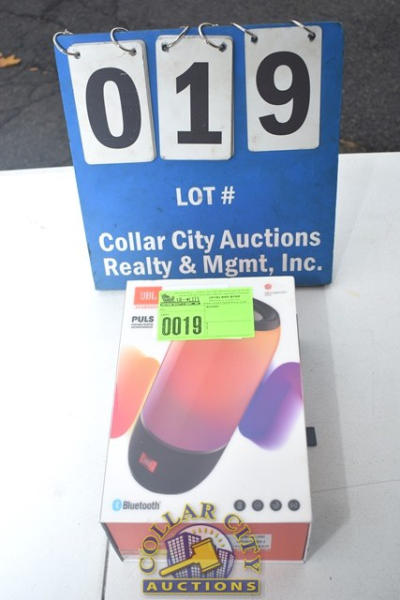 019
LOT #
Collar City Auctions
Realty & Mgmt, Inc.
JBL
PULS
0019
Bluetooth
COLLAR CITY
AUCTIONS